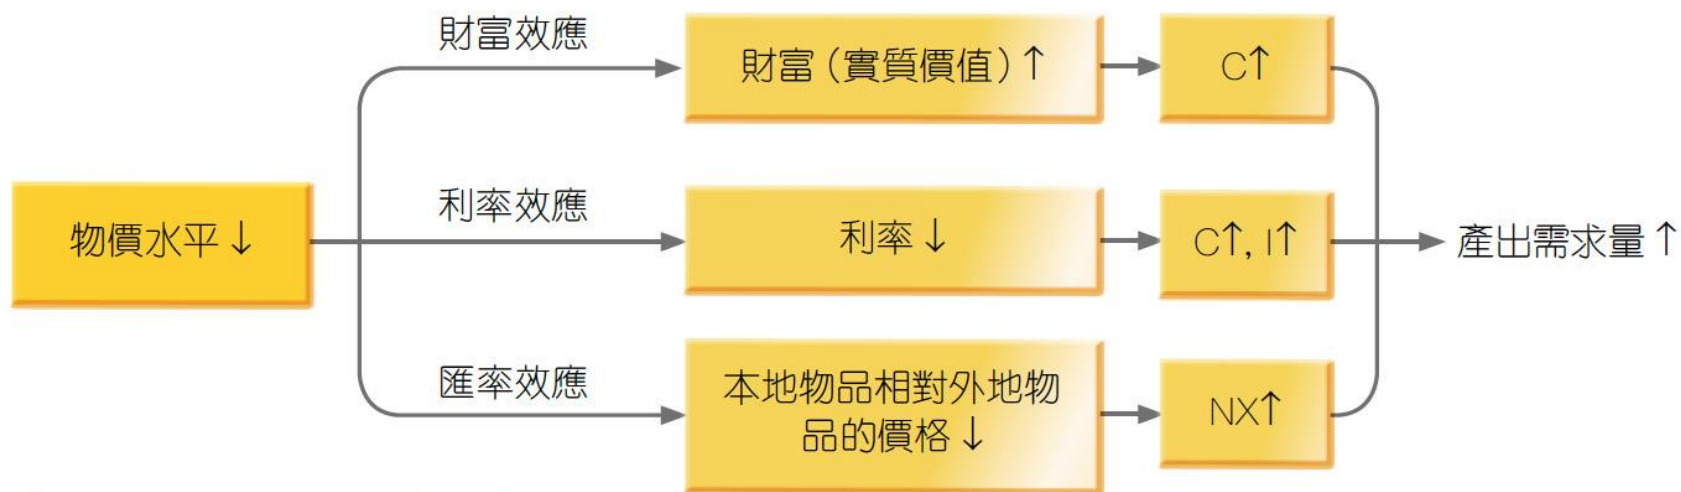 財富效應
財富(實質價值)↑
C↑
物價水平↓
利率效應
利率↓
C↑, I↑
產出需求量↑
匯率效應
本地物品相對外地物
品的價格↓
NX↑